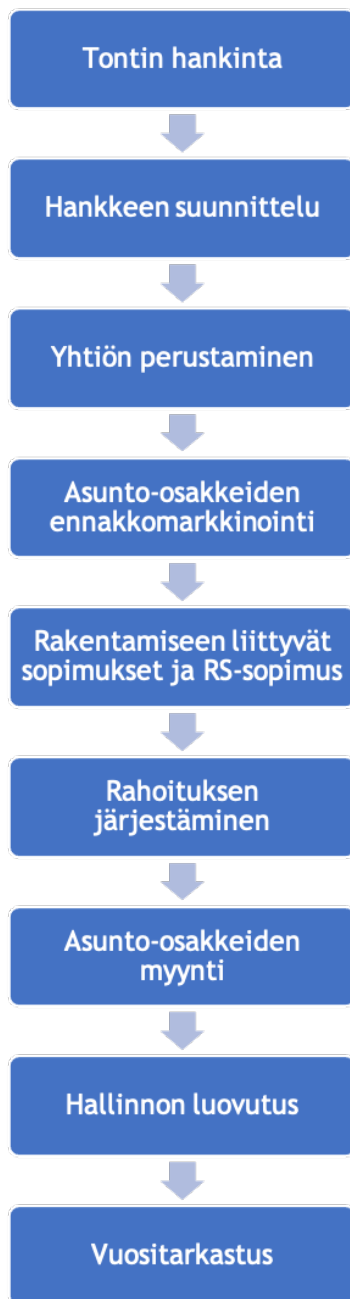 Tontin hankinta
Hankkeen suunnittelu
Yhtiön perustaminen
Asunto-osakkeiden
ennakkomarkkinointi
Rakentamiseen liittyvät
sopimukset ja RS-sopimus
Rahoituksen
järjestäminen
Asunto-osakkeiden
myynti
Hallinnon luovutus
Vuositarkastus